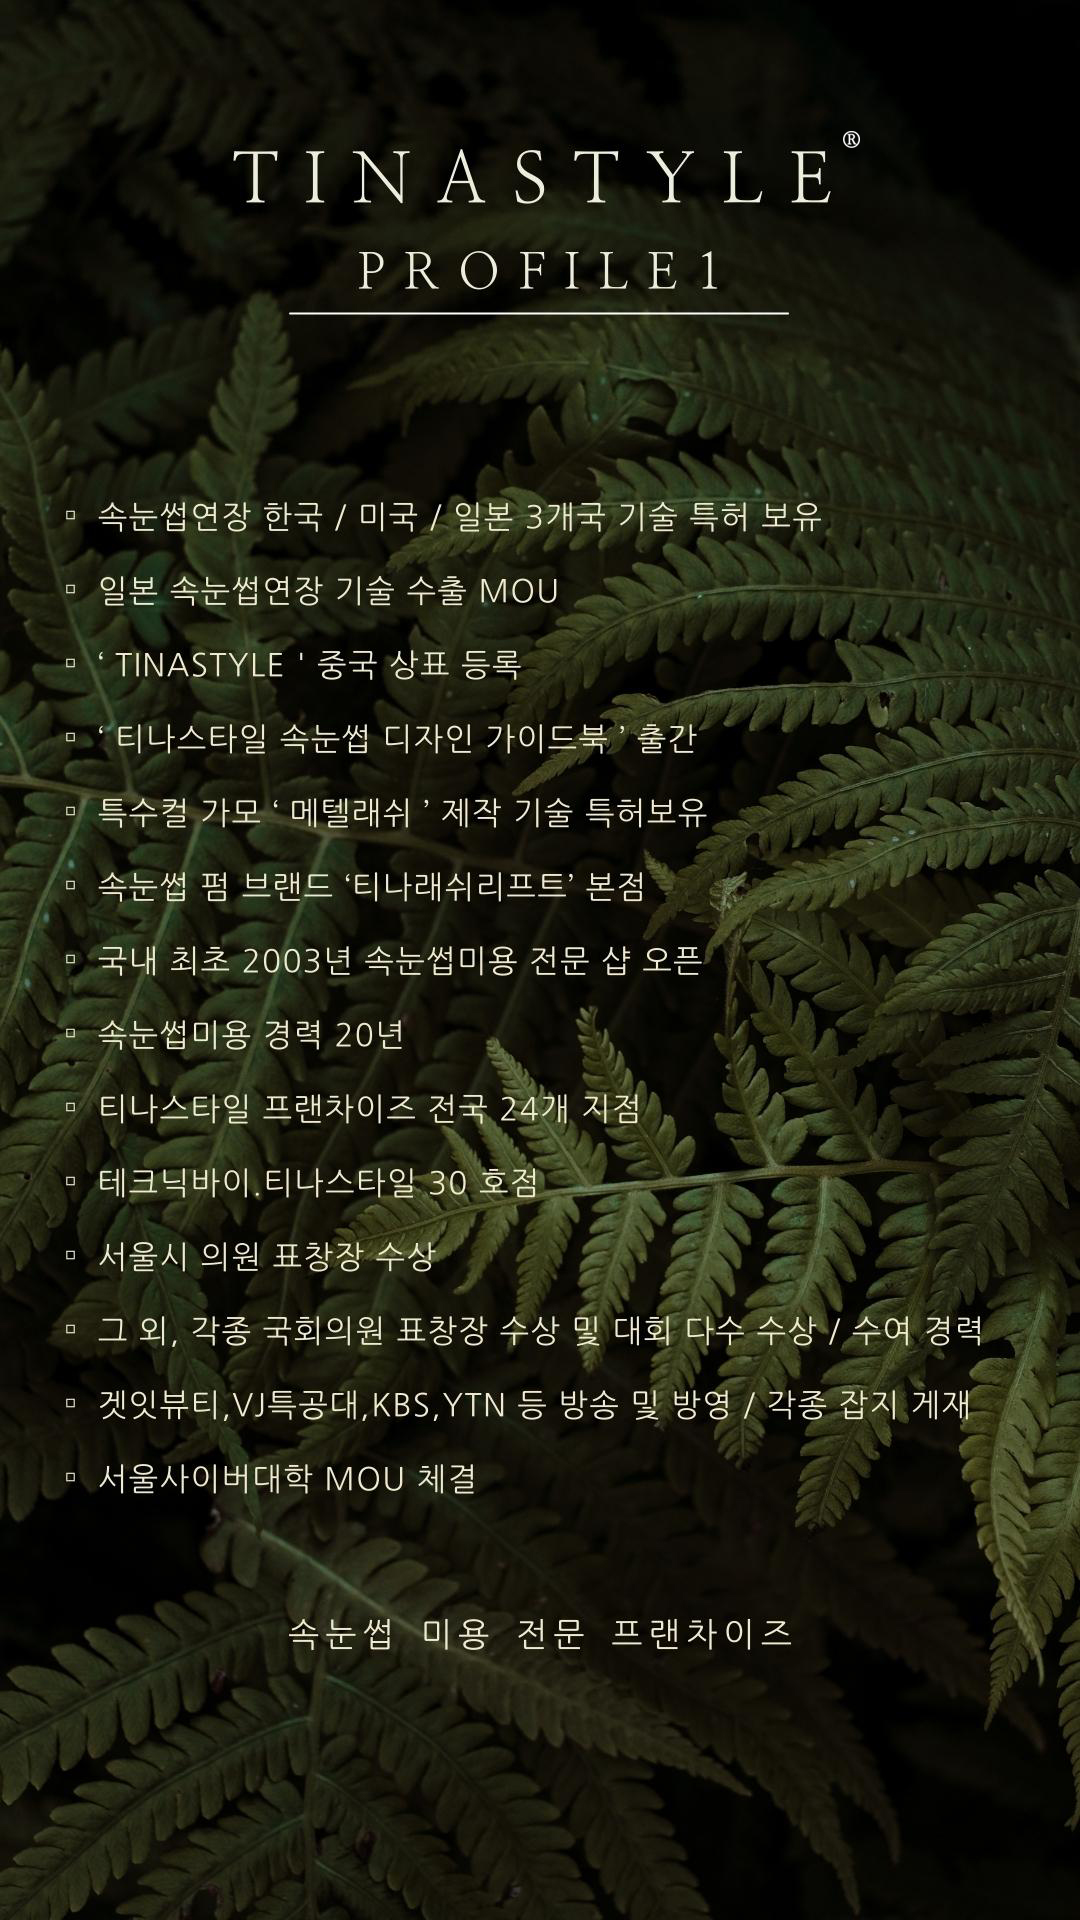 TINASTYLE®
PROFILE1
▫ 속눈썹연장 한국 / 미국 / 일본 3개국 기술 특허 보유
▫ 일본 속눈썹연장 기술 수출 MOU
▫ ‘ TINASTYLE ' 중국 상표 등록
▫ ‘ 티나스타일 속눈썹 디자인 가이드북 ’ 출간
▫ 특수컬 가모 ‘ 메텔래쉬 ’ 제작 기술 특허보유
▫ 속눈썹 펌 브랜드 ‘티나래쉬리프트’ 본점
▫ 국내 최초 2003년 속눈썹미용 전문 샵 오픈
▫ 속눈썹미용 경력 20년
▫ 티나스타일 프랜차이즈 전국 24개 지점
▫ 테크닉바이.티나스타일 30 호점
▫ 서울시 의원 표창장 수상
▫ 그 외, 각종 국회의원 표창장 수상 및 대회 다수 수상 / 수여 경력
▫ 겟잇뷰티,VJ특공대,KBS,YTN 등 방송 및 방영 / 각종 잡지 게재
▫ 서울사이버대학 MOU 체결
속눈썹 미용 전문 프랜차이즈